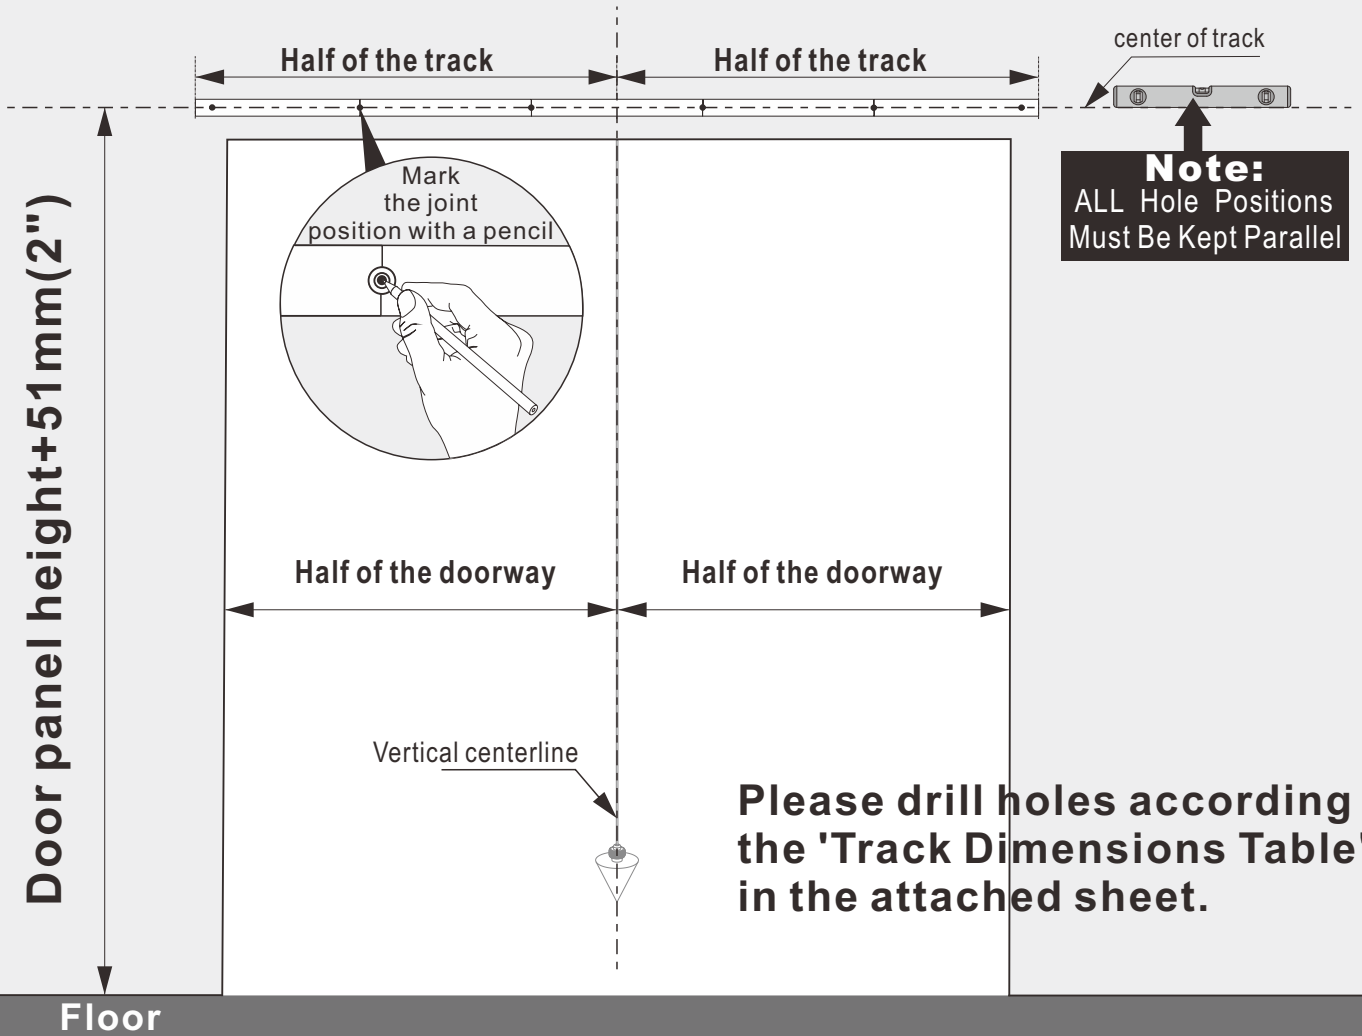 Half of the track
Half of the track
center of track
Note:
ALL Hole Positions
Must Be Kept Parallel
Mark
the joint
position with a pencil
Door panel height+51mm(2")
Half of the doorway
Half of the doorway
Vertical centerline
Please drill holes according
the 'Track Dimensions Table'
in the attached sheet.
Floor